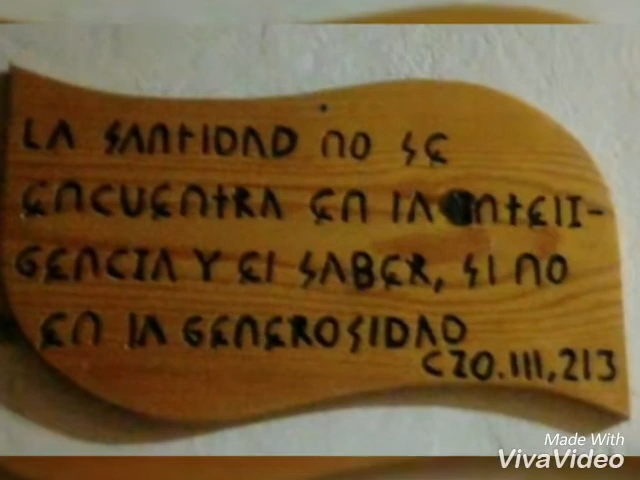 LA SANTIDAD NO SE
ENCUENTRA EN LA INTELI-
GENCIA Y EL SABER, SI NO
EN LA GENEROSIDAD
CZO.III,213
Made With
VivaVideo